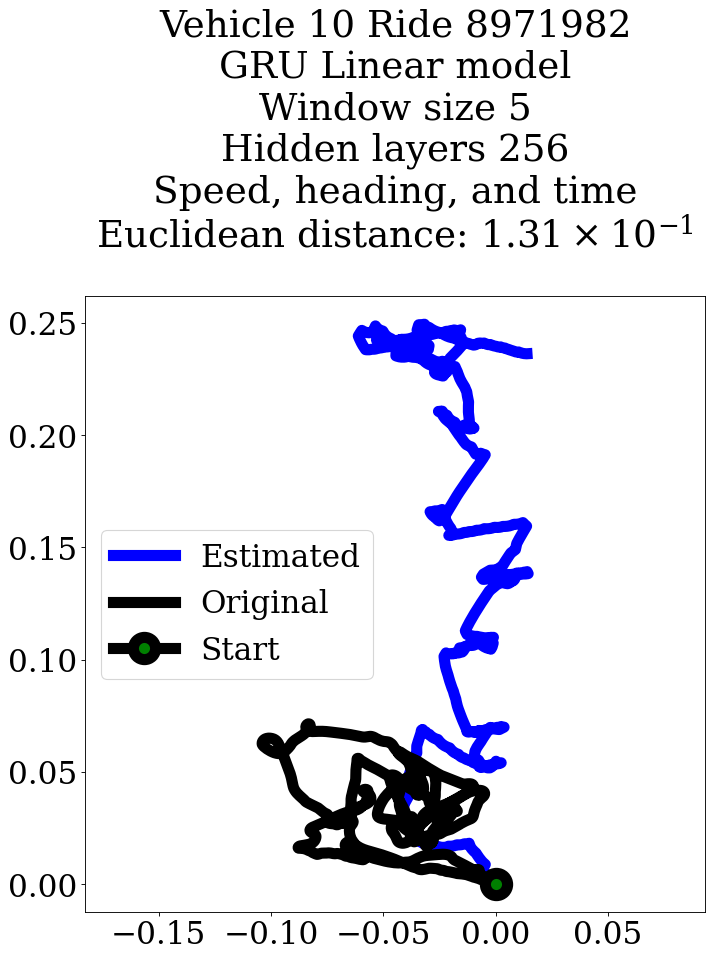 Vehicle 10 Ride 8971982
GRU Linear model
Window size 5
Hidden layers 256
Speed, heading, and time
Euclidean distance: 1.31 × 10⁻¹
0.25
0.20
0.15
0.10
0.05
0.00
Estimated
Original
Start
−0.15 −0.10 −0.05 0.00 0.05